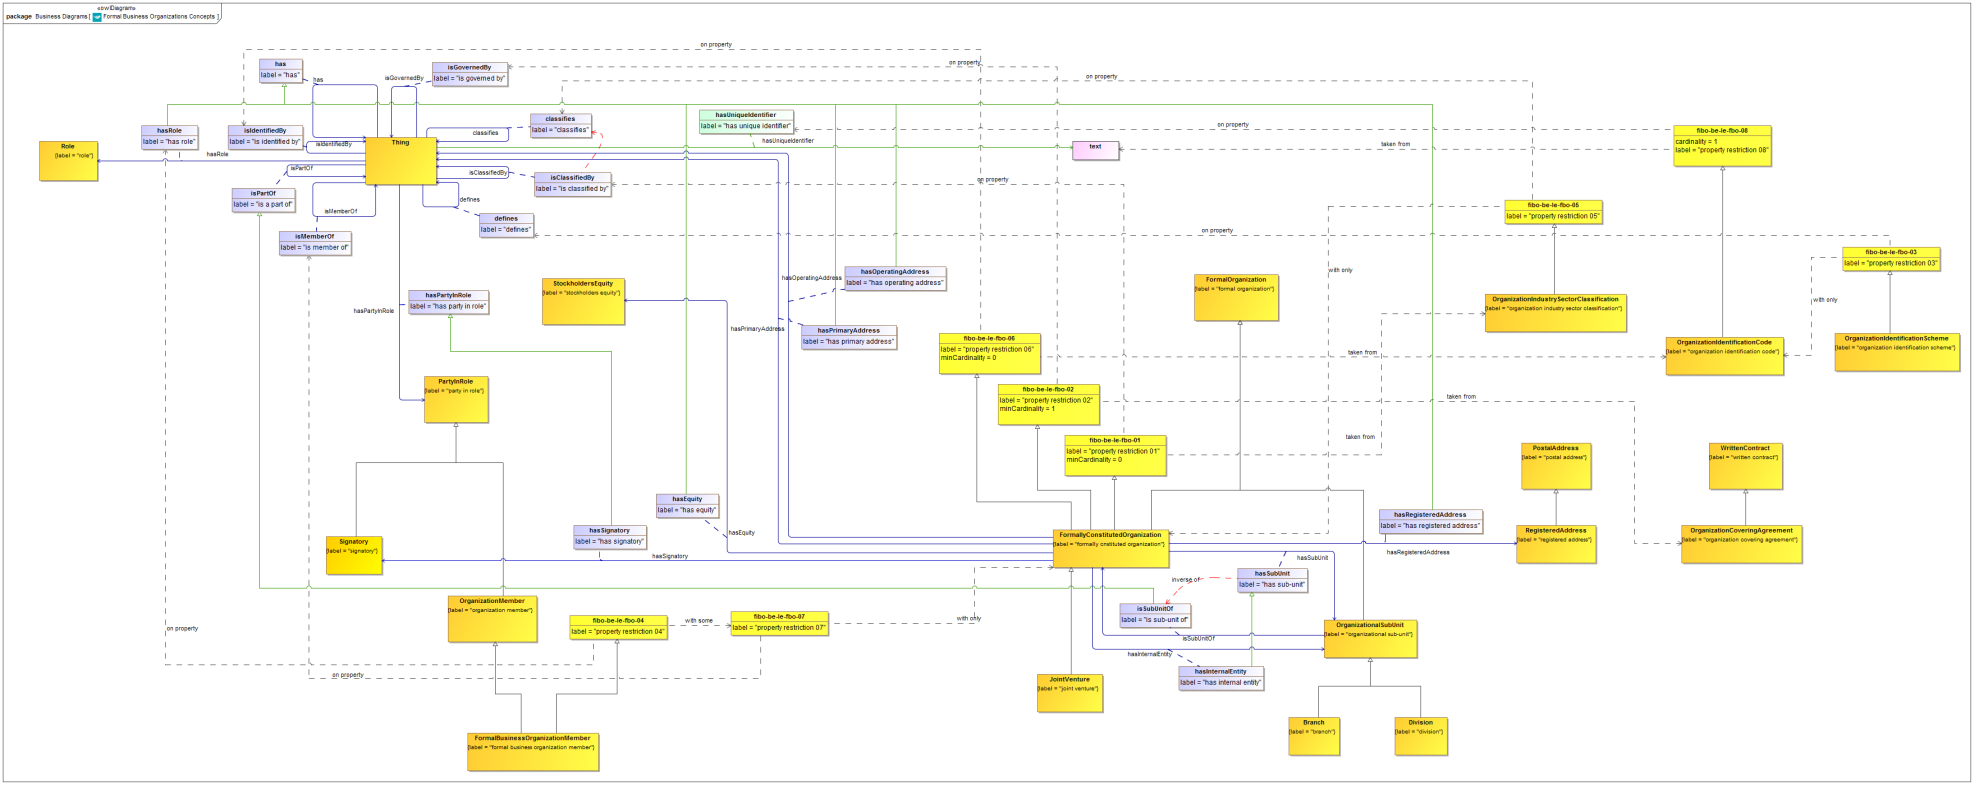 «owlDiagram»
package Business Diagrams [ Formal Business Organizations Concepts ]
on property
has
label = "has"
has
isGovernedBy
isGovernedBy
label = "is governed by"
on property
on property
classifies
label = "classifies"
classifies
hasUniqueIdentifier
label = "has unique identifier"
hasUniqueIdentifier
on property
text
taken from
fibo-be-le-fbo-08
cardinality = 1
label = "property restriction 08"
hasRole
label = "has role"
isIdentifiedBy
label = "is identified by"
isIdentifiedBy
Thing
Role
[label = "role"]
hasRole
isPartOf
isPartOf
label = "is a part of"
isClassifiedBy
isClassifiedBy
label = "is classified by"
on property
isMemberOf
isMemberOf
label = "is member of"
defines
defines
label = "defines"
on property
fibo-be-le-fbo-05
label = "property restriction 05"
fibo-be-le-fbo-03
label = "property restriction 03"
with only
with only
hasOperatingAddress
hasOperatingAddress
label = "has operating address"
StockholdersEquity
[label = "stockholders equity"]
FormalOrganization
[label = "formal organization"]
OrganizationIndustrySectorClassification
[label = "organization industry sector classification"]
hasPartyInRole
hasPartyInRole
label = "has party in role"
hasPrimaryAddress
hasPrimaryAddress
label = "has primary address"
fibo-be-le-fbo-06
label = "property restriction 06"
minCardinality = 0
taken from
OrganizationIdentificationCode
[label = "organization identification code"]
OrganizationIdentificationScheme
[label = "organization identification scheme"]
PartyInRole
[label = "party in role"]
fibo-be-le-fbo-02
label = "property restriction 02"
minCardinality = 1
taken from
fibo-be-le-fbo-01
label = "property restriction 01"
minCardinality = 0
taken from
PostalAddress
[label = "postal address"]
WrittenContract
[label = "written contract"]
hasEquity
label = "has equity"
hasEquity
hasSignatory
label = "has signatory"
hasSignatory
Signatory
[label = "signatory"]
FormallyConstitutedOrganization
[label = "formally cnstituted organization"]
hasRegisteredAddress
label = "has registered address"
hasRegisteredAddress
RegisteredAddress
[label = "registered address"]
OrganizationCoveringAgreement
[label = "organization covering agreement"]
hasSubUnit
hasSubUnit
label = "has sub-unit"
inverse of
isSubUnitOf
label = "is sub-unit of"
isSubUnitOf
OrganizationMember
[label = "organization member"]
fibo-be-le-fbo-04
label = "property restriction 04"
with some
fibo-be-le-fbo-07
label = "property restriction 07"
with only
on property
on property
OrganizationalSubUnit
[label = "organizational sub-unit"]
hasInternalEntity
hasInternalEntity
label = "has internal entity"
JointVenture
[label = "joint venture"]
Branch
[label = "branch"]
Division
[label = "division"]
FormalBusinessOrganizationMember
[label = "formal business organization member"]